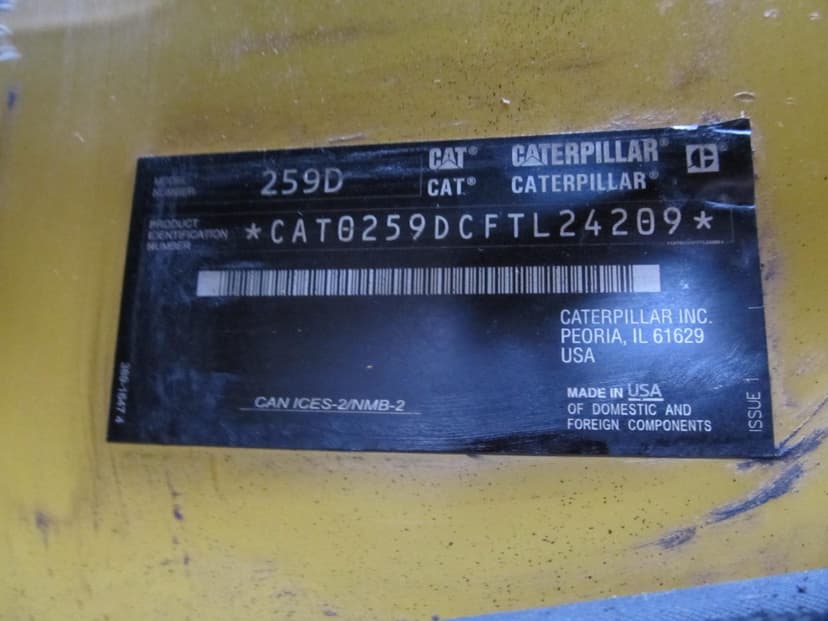 MODEL NUMBER 259D
CAT® CATERPILLAR®
CAT® CATERPILLAR®
PRODUCT IDENTIFICATION NUMBER *CAT0259DCFTL24209*
CATERPILLAR INC.
PEORIA, IL 61629
USA
CAN ICES-2/NMB-2
MADE IN USA
OF DOMESTIC AND
FOREIGN COMPONENTS
ISSUE 1